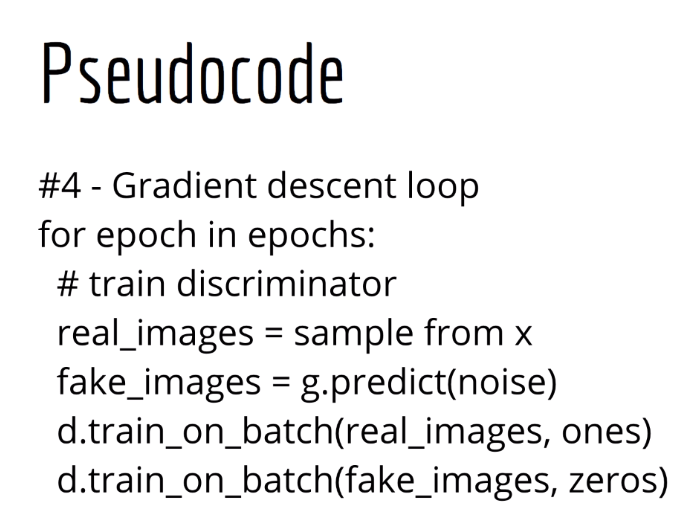 Pseudocode
#4 - Gradient descent loop
for epoch in epochs:
# train discriminator
real_images = sample from x
fake_images = g.predict(noise)
d.train_on_batch(real_images, ones)
d.train_on_batch(fake_images, zeros)